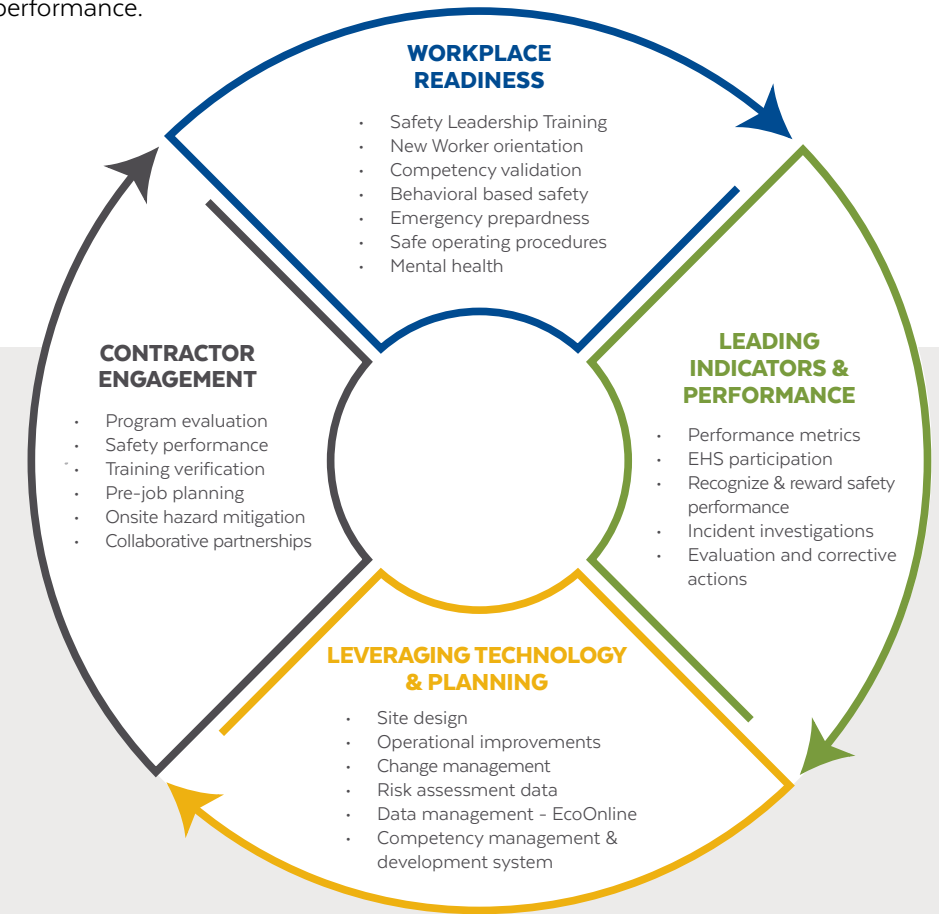 performance.
WORKPLACE
READINESS
• Safety Leadership Training
• New Worker orientation
• Competency validation
• Behavioral based safety
• Emergency prepardness
• Safe operating procedures
• Mental health
LEADING
INDICATORS &
PERFORMANCE
• Performance metrics
• EHS participation
• Recognize & reward safety
performance
• Incident investigations
• Evaluation and corrective
actions
LEVERAGING TECHNOLOGY
& PLANNING
• Site design
• Operational improvements
• Change management
• Risk assessment data
• Data management - EcoOnline
• Competency management &
development system
CONTRACTOR
ENGAGEMENT
• Program evaluation
• Safety performance
• Training verification
• Pre-job planning
• Onsite hazard mitigation
• Collaborative partnerships